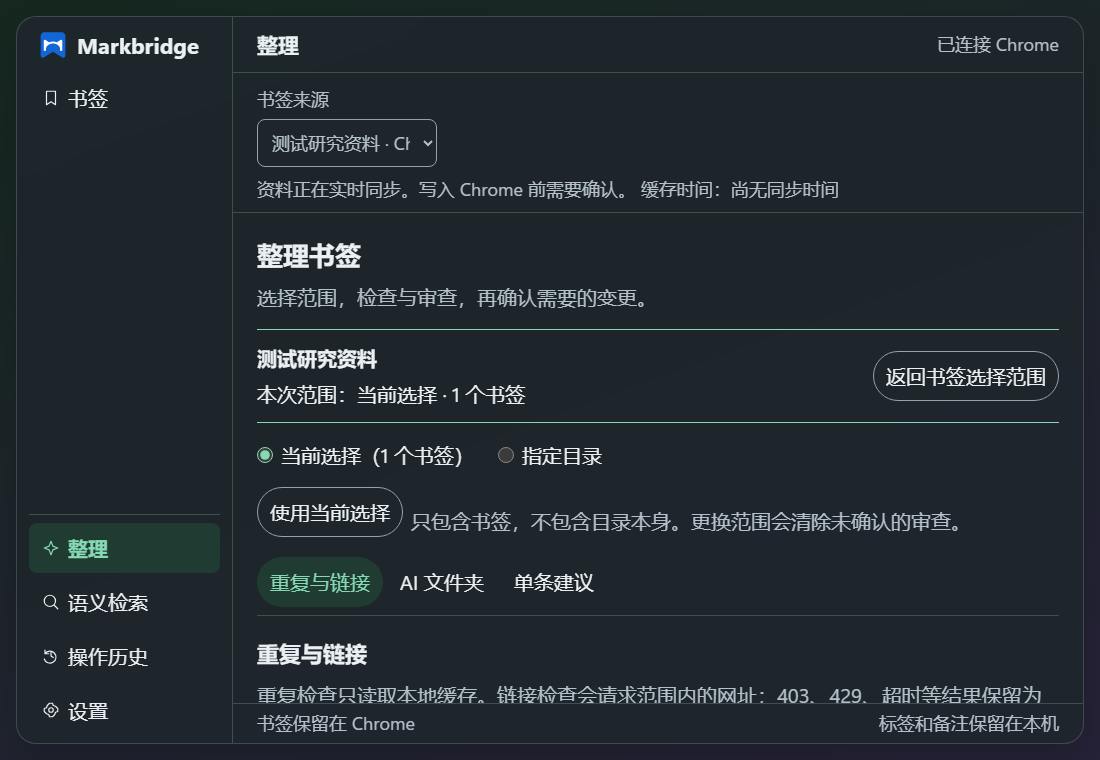 Markbridge
书签
整理
语义检索
操作历史
设置
整理
已连接 Chrome
书签来源
测试研究资料 · Ch
资料正在实时同步。写入 Chrome 前需要确认。 缓存时间：尚无同步时间
整理书签
选择范围，检查与审查，再确认需要的变更。
测试研究资料
本次范围：当前选择 · 1 个书签
返回书签选择范围
当前选择（1 个书签）
指定目录
使用当前选择
只包含书签，不包含目录本身。更换范围会清除未确认的审查。
重复与链接
AI 文件夹
单条建议
重复与链接
重复检查只读取本地缓存。链接检查会请求范围内的网址；403、429、超时等结果保留为
书签保留在 Chrome
标签和备注保留在本机